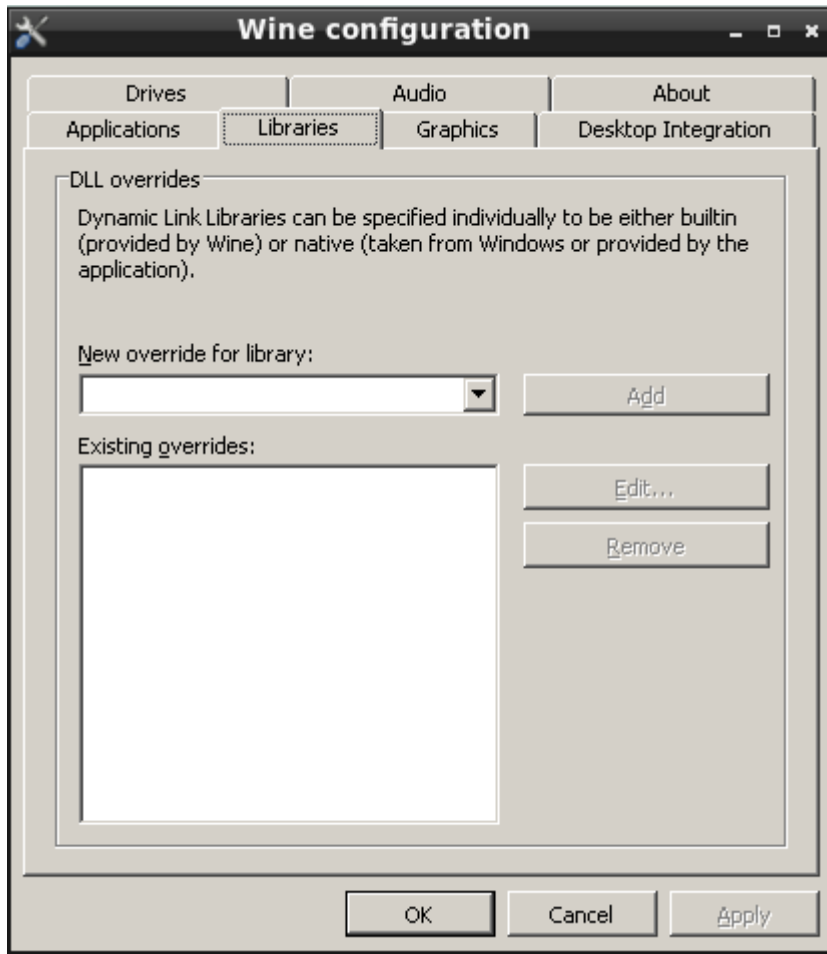 Wine configuration
Drives Audio About
Applications Libraries Graphics Desktop Integration
DLL overrides
Dynamic Link Libraries can be specified individually to be either builtin
(provided by Wine) or native (taken from Windows or provided by the
application).
New override for library:
Add
Existing overrides:
Edit...
Remove
OK Cancel Apply